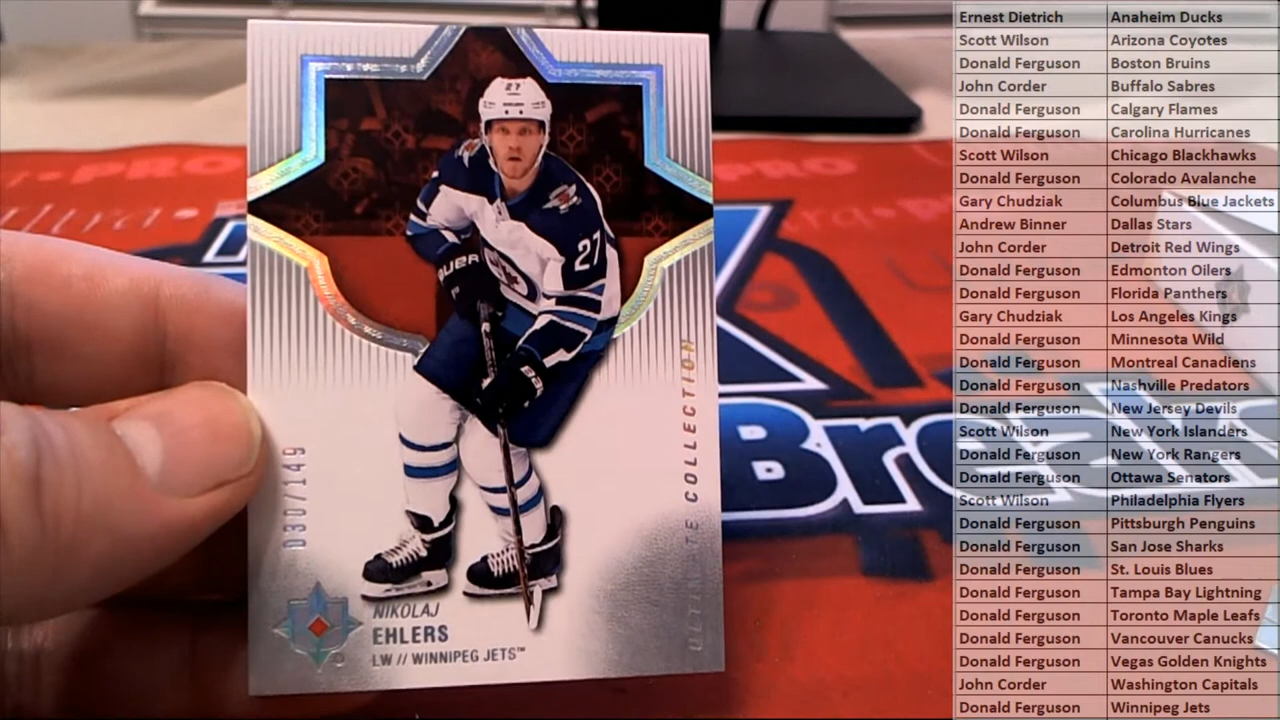 27
27
BAUER
030/149
ULTIMATE COLLECTION
NIKOLAJ
EHLERS
LW // WINNIPEG JETS™
PRO
Ultra
Brea
Ernest Dietrich Anaheim Ducks
Scott Wilson Arizona Coyotes
Donald Ferguson Boston Bruins
John Corder Buffalo Sabres
Donald Ferguson Calgary Flames
Donald Ferguson Carolina Hurricanes
Scott Wilson Chicago Blackhawks
Donald Ferguson Colorado Avalanche
Gary Chudziak Columbus Blue Jackets
Andrew Binner Dallas Stars
John Corder Detroit Red Wings
Donald Ferguson Edmonton Oilers
Donald Ferguson Florida Panthers
Gary Chudziak Los Angeles Kings
Donald Ferguson Minnesota Wild
Donald Ferguson Montreal Canadiens
Donald Ferguson Nashville Predators
Donald Ferguson New Jersey Devils
Scott Wilson New York Islanders
Donald Ferguson New York Rangers
Donald Ferguson Ottawa Senators
Scott Wilson Philadelphia Flyers
Donald Ferguson Pittsburgh Penguins
Donald Ferguson San Jose Sharks
Donald Ferguson St. Louis Blues
Donald Ferguson Tampa Bay Lightning
Donald Ferguson Toronto Maple Leafs
Donald Ferguson Vancouver Canucks
Donald Ferguson Vegas Golden Knights
John Corder Washington Capitals
Donald Ferguson Winnipeg Jets